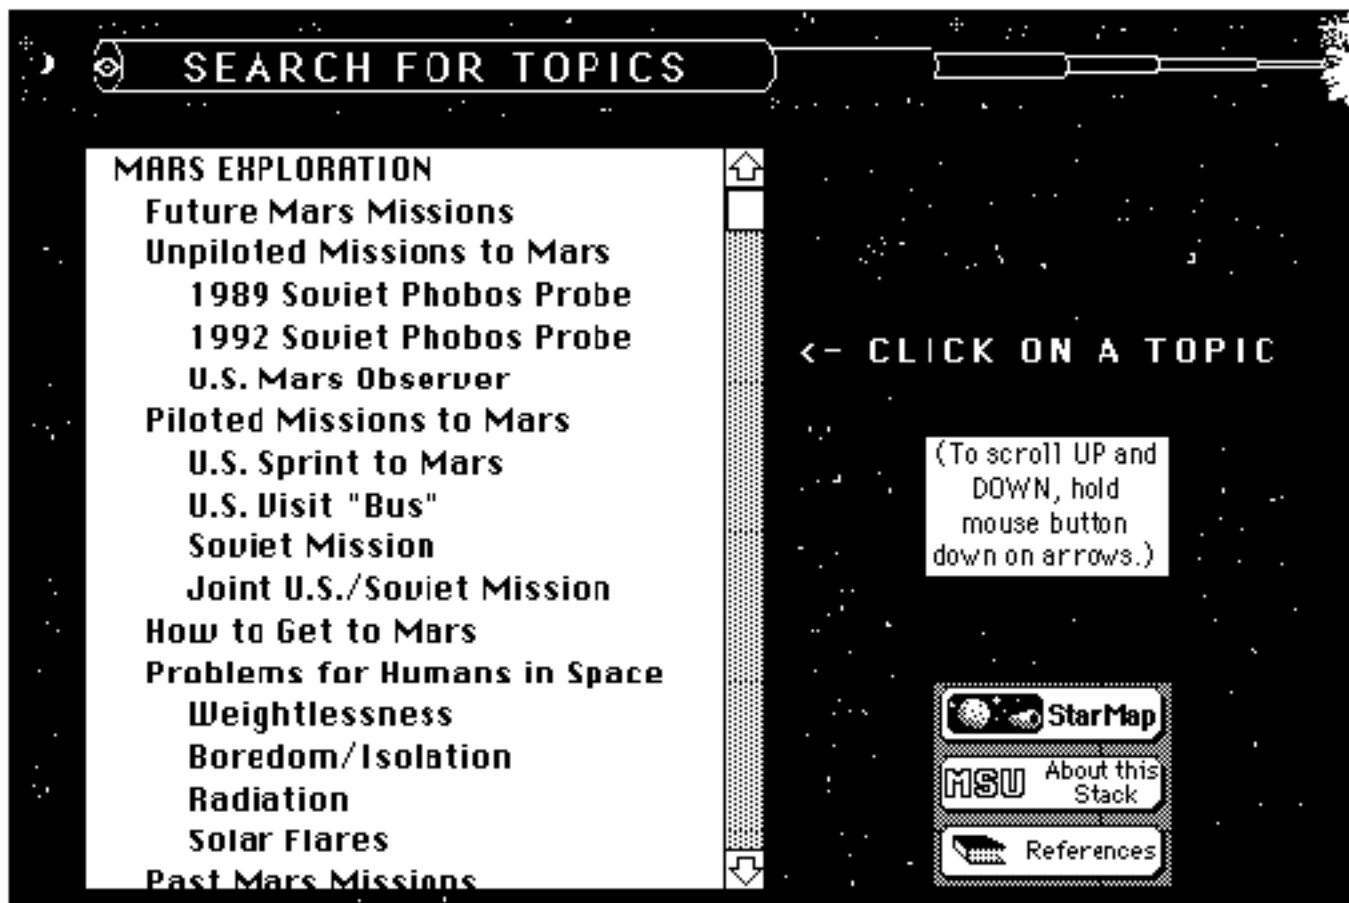 SEARCH FOR TOPICS
MARS EXPLORATION
Future Mars Missions
Unpiloted Missions to Mars
1989 Soviet Phobos Probe
1992 Soviet Phobos Probe
U.S. Mars Observer
Piloted Missions to Mars
U.S. Sprint to Mars
U.S. Visit "Bus"
Soviet Mission
Joint U.S./Soviet Mission
How to Get to Mars
Problems for Humans in Space
Weightlessness
Boredom/Isolation
Radiation
Solar Flares
Past Mars Missions
<- CLICK ON A TOPIC
(To scroll UP and
DOWN, hold
mouse button
down on arrows.)
StarMap
MSU About this
Stack
References